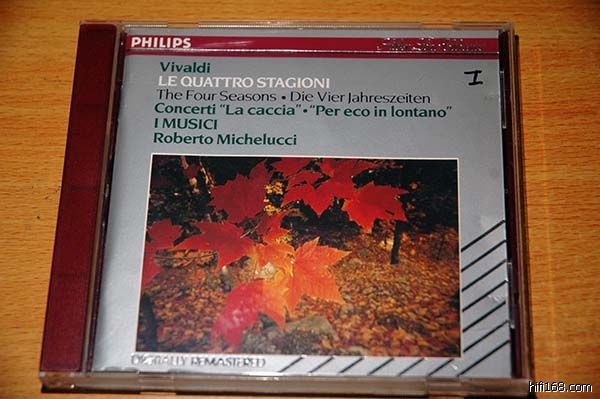 PHILIPS
Vivaldi
LE QUATTRO STAGIONI
The Four Seasons • Die Vier Jahreszeiten
Concerti "La caccia" • "Per eco in lontano"
I MUSICI
Roberto Michelucci
I
DIGITALLY REMASTERED
hifi168.com